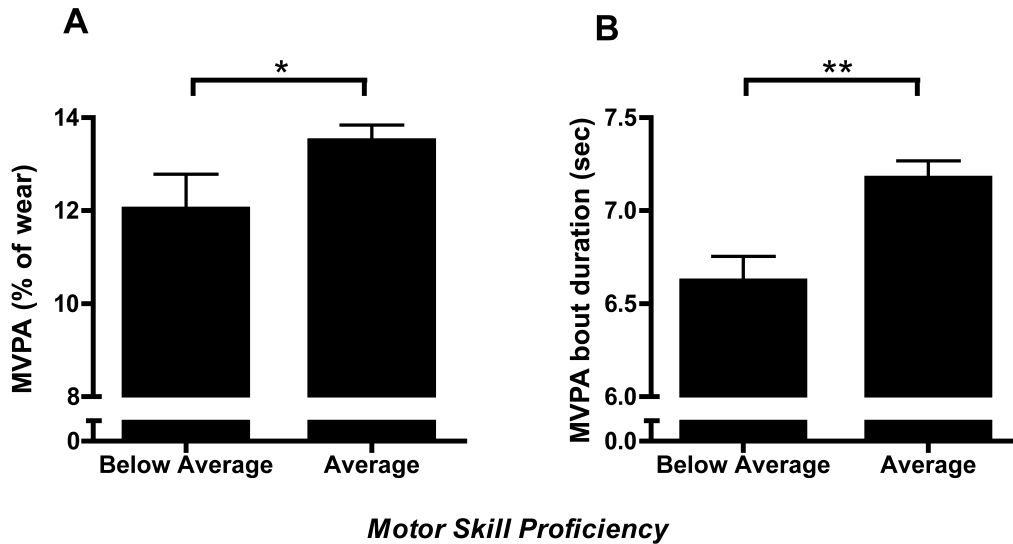 A
*
14
12
10
8
0
MVPA (% of wear)
Below Average
Average
B
**
7.5
7.0
6.5
6.0
0.0
MVPA bout duration (sec)
Below Average
Average
Motor Skill Proficiency